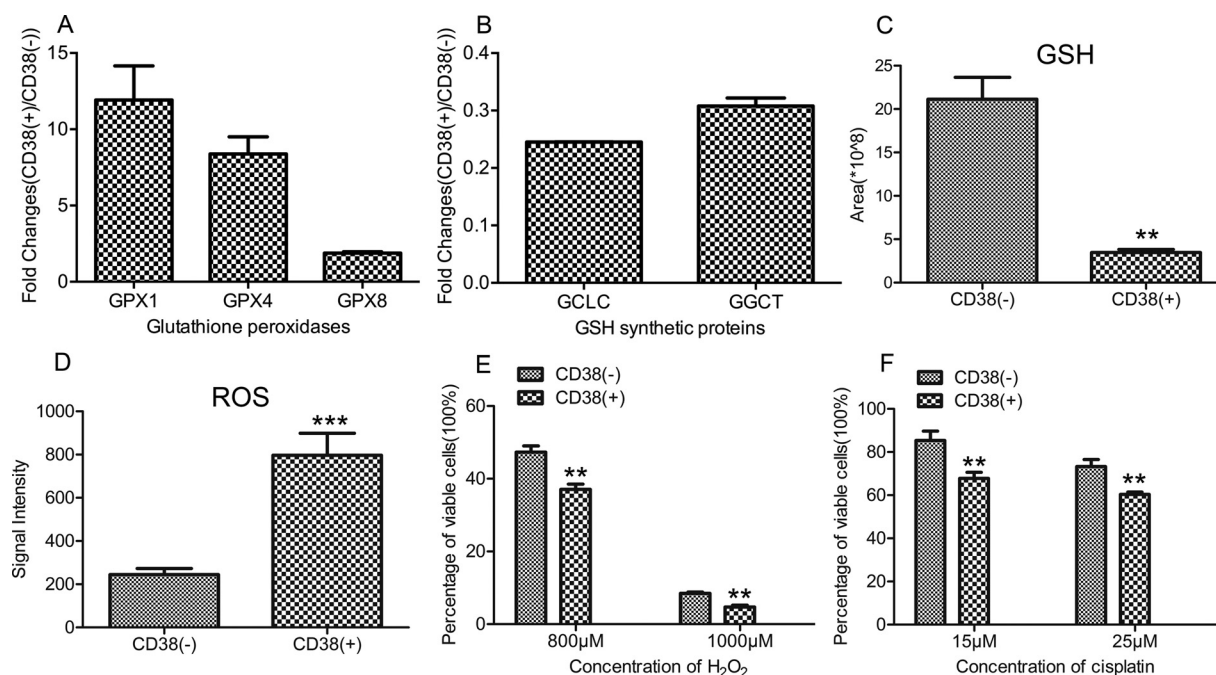 A
Fold Changes(CD38(+)/CD38(-))
15
10
5
0
GPX1 GPX4 GPX8
Glutathione peroxidases
B
Fold Changes(CD38(+)/CD38(-))
0.4
0.3
0.2
0.1
0.0
GCLC GGCT
GSH synthetic proteins
C
GSH
Area(*10^8)
25
20
15
10
5
0
**
CD38(-) CD38(+)
D
ROS
Signal Intensity
1000
800
600
400
200
0
***
CD38(-) CD38(+)
E
CD38(-)
CD38(+)
Percentage of viable cells(100%)
60
40
20
0
**
**
800μM 1000μM
Concentration of H₂O₂
F
CD38(-)
CD38(+)
Percentage of viable cells(100%)
100
80
60
40
20
0
**
**
15μM 25μM
Concentration of cisplatin